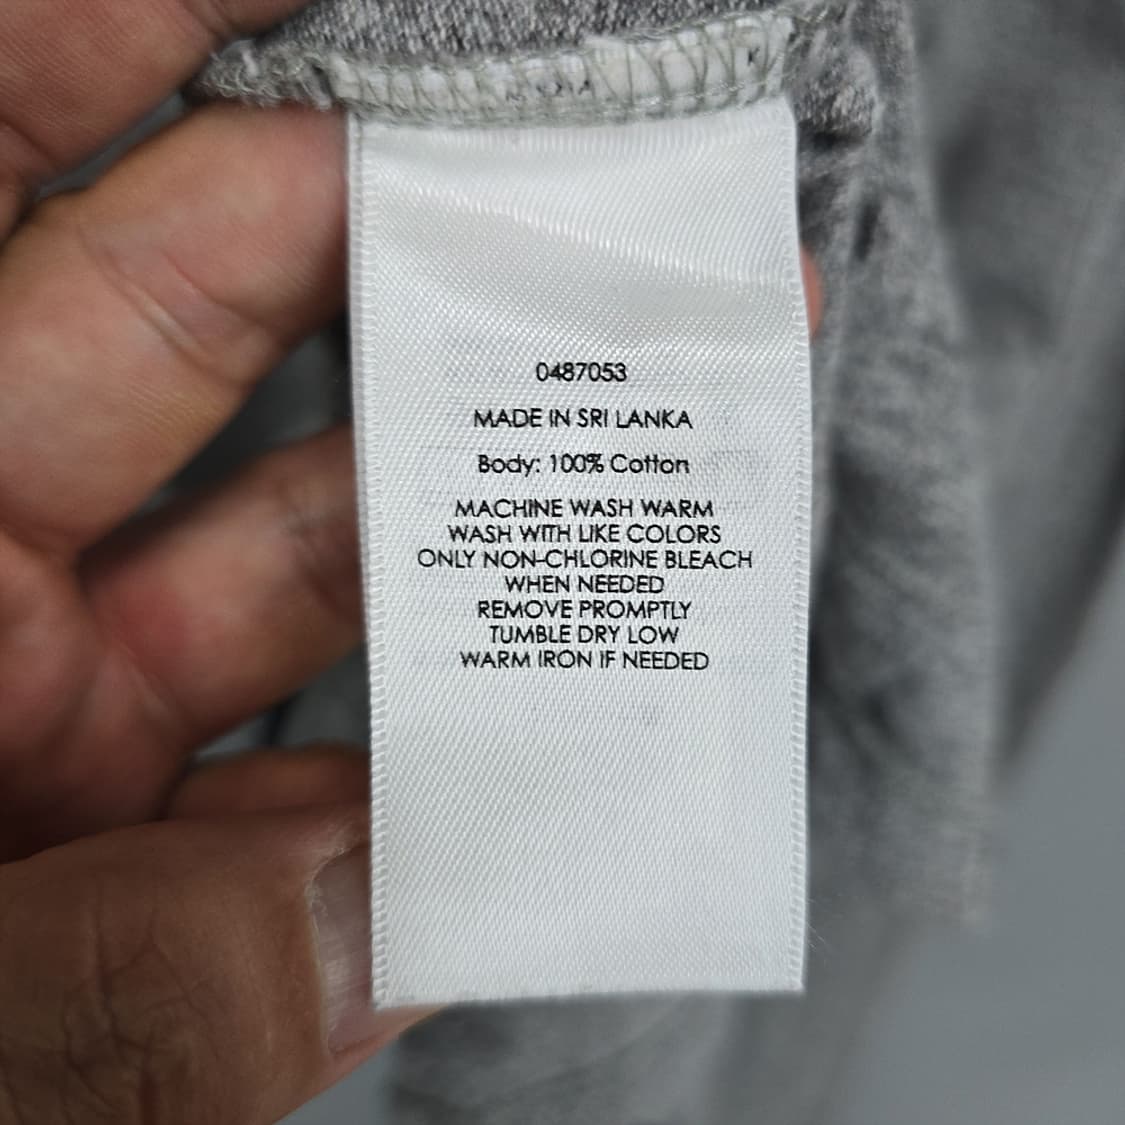 0487053
MADE IN SRI LANKA
Body: 100% Cotton
MACHINE WASH WARM
WASH WITH LIKE COLORS
ONLY NON-CHLORINE BLEACH
WHEN NEEDED
REMOVE PROMPTLY
TUMBLE DRY LOW
WARM IRON IF NEEDED